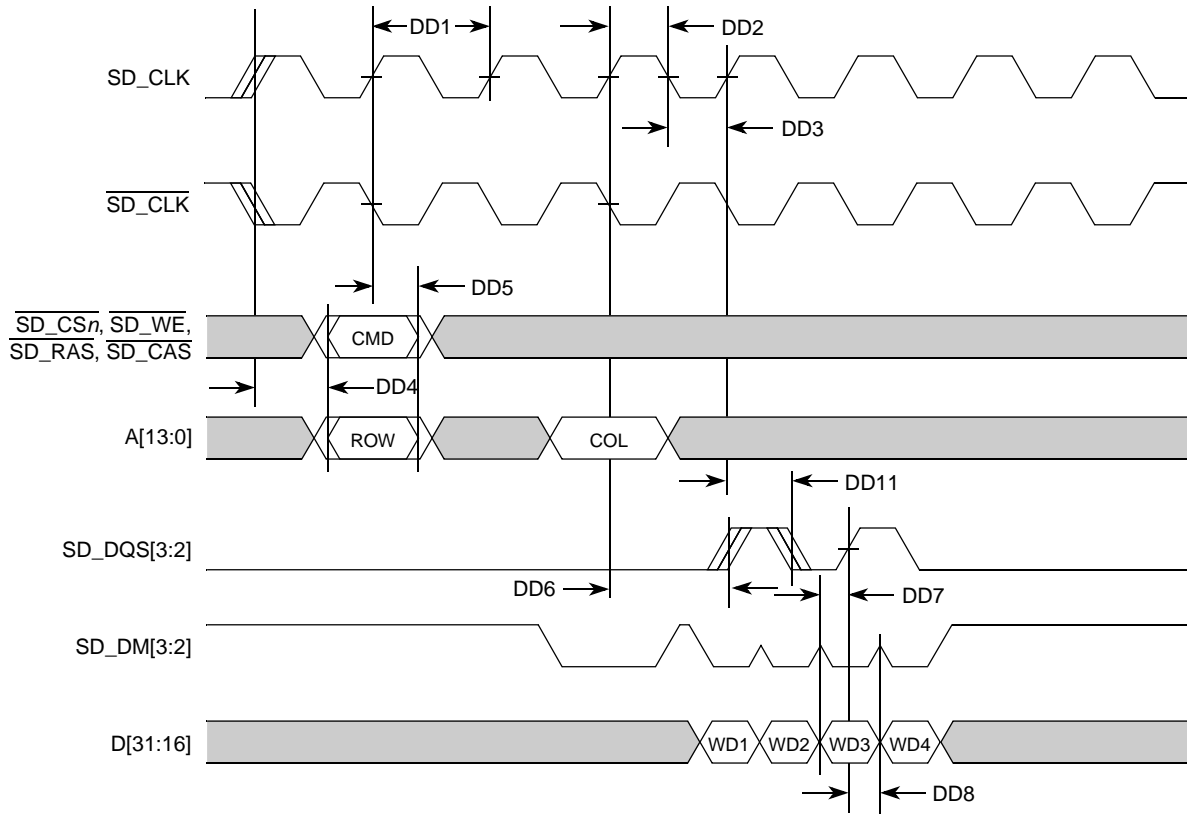 DD1
DD2
SD_CLK
DD3
SD_CLK
DD5
SD_CSn, SD_WE,
SD_RAS, SD_CAS
CMD
DD4
A[13:0]
ROW
COL
DD11
SD_DQS[3:2]
DD6
DD7
SD_DM[3:2]
D[31:16]
WD1
WD2
WD3
WD4
DD8